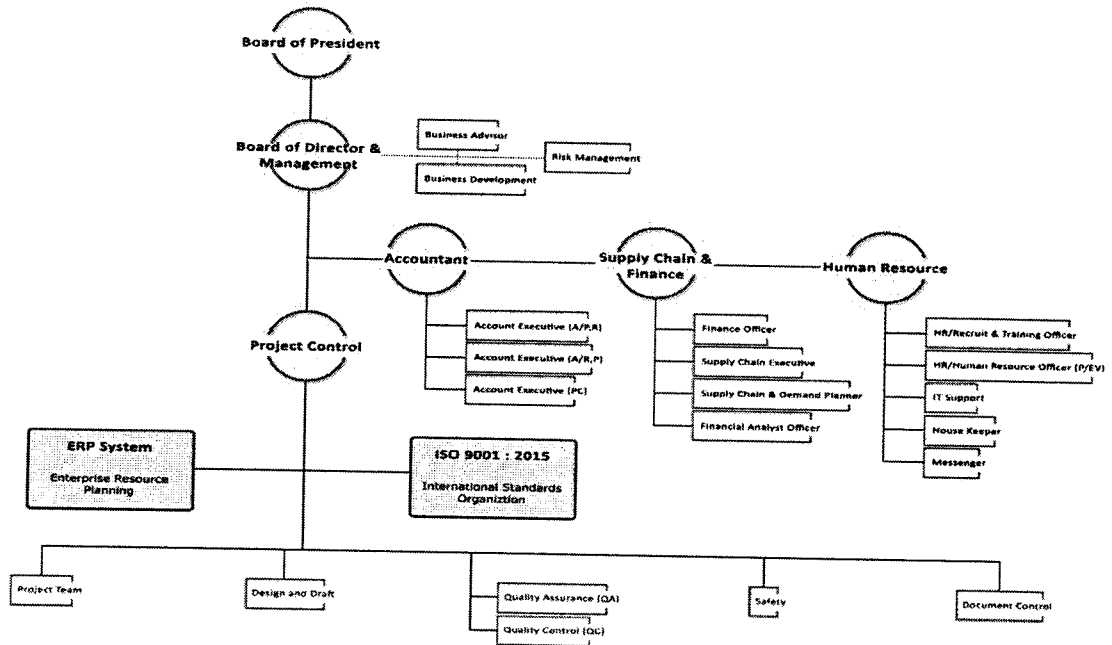 Board of President
Board of Director &
Management
Business Advisor
Business Development
Risk Management
Accountant
Supply Chain &
Finance
Human Resource
Project Control
Account Executive (A/P,R)
Account Executive (A/R,P)
Account Executive (PC)
Finance Officer
Supply Chain Executive
Supply Chain & Demand Planner
Financial Analyst Officer
HR/Recruit & Training Officer
HR/Human Resource Officer (P/EV)
IT Support
House Keeper
Messenger
ERP System
Enterprise Resource
Planning
ISO 9001 : 2015
International Standards
Organiztion
Project Team
Design and Draft
Quality Assurance (QA)
Quality Control (QC)
Safety
Document Control